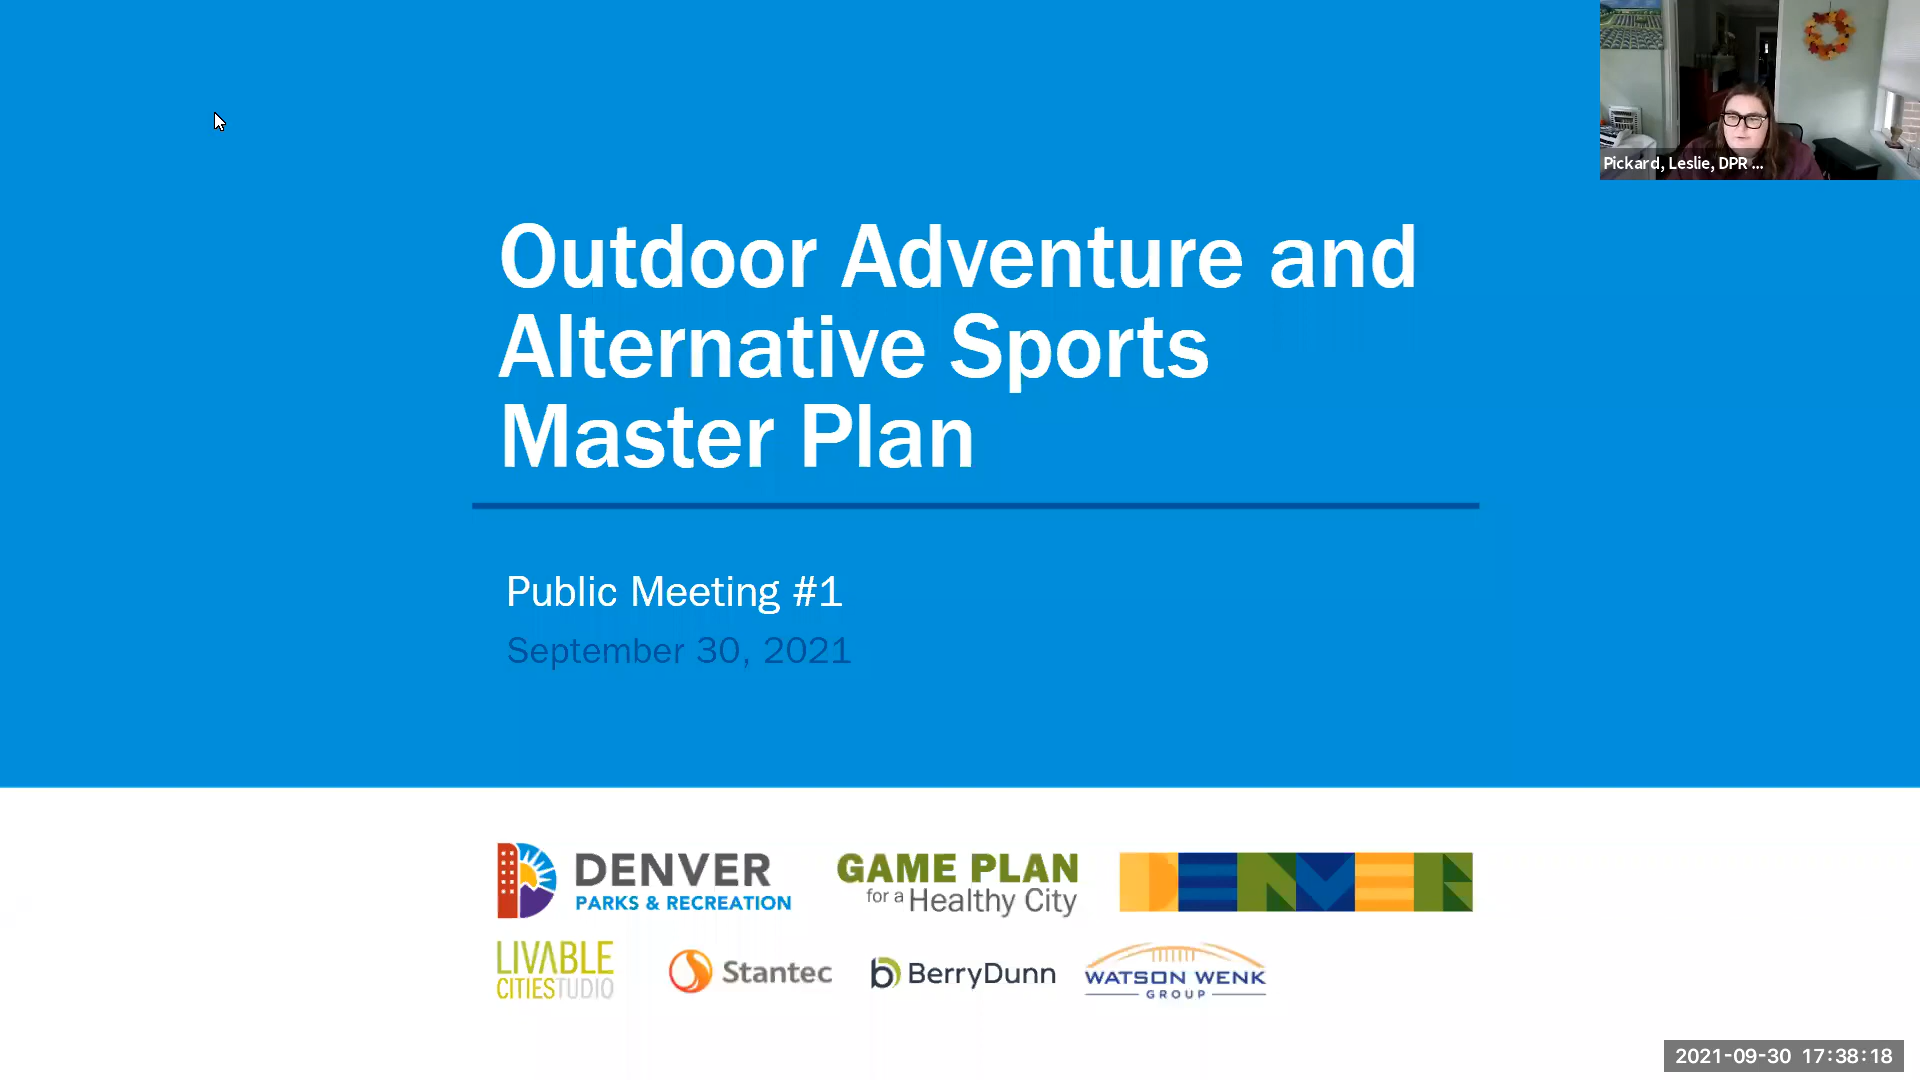 Pickard, Leslie, DPR ...
Outdoor Adventure and
Alternative Sports
Master Plan
Public Meeting #1
September 30, 2021
DENVER
PARKS & RECREATION
GAME PLAN
for a Healthy City
DENVER
LIVABLE
CITIESTUDIO
Stantec
BerryDunn
WATSON WENK
GROUP
2021-09-30 17:38:18